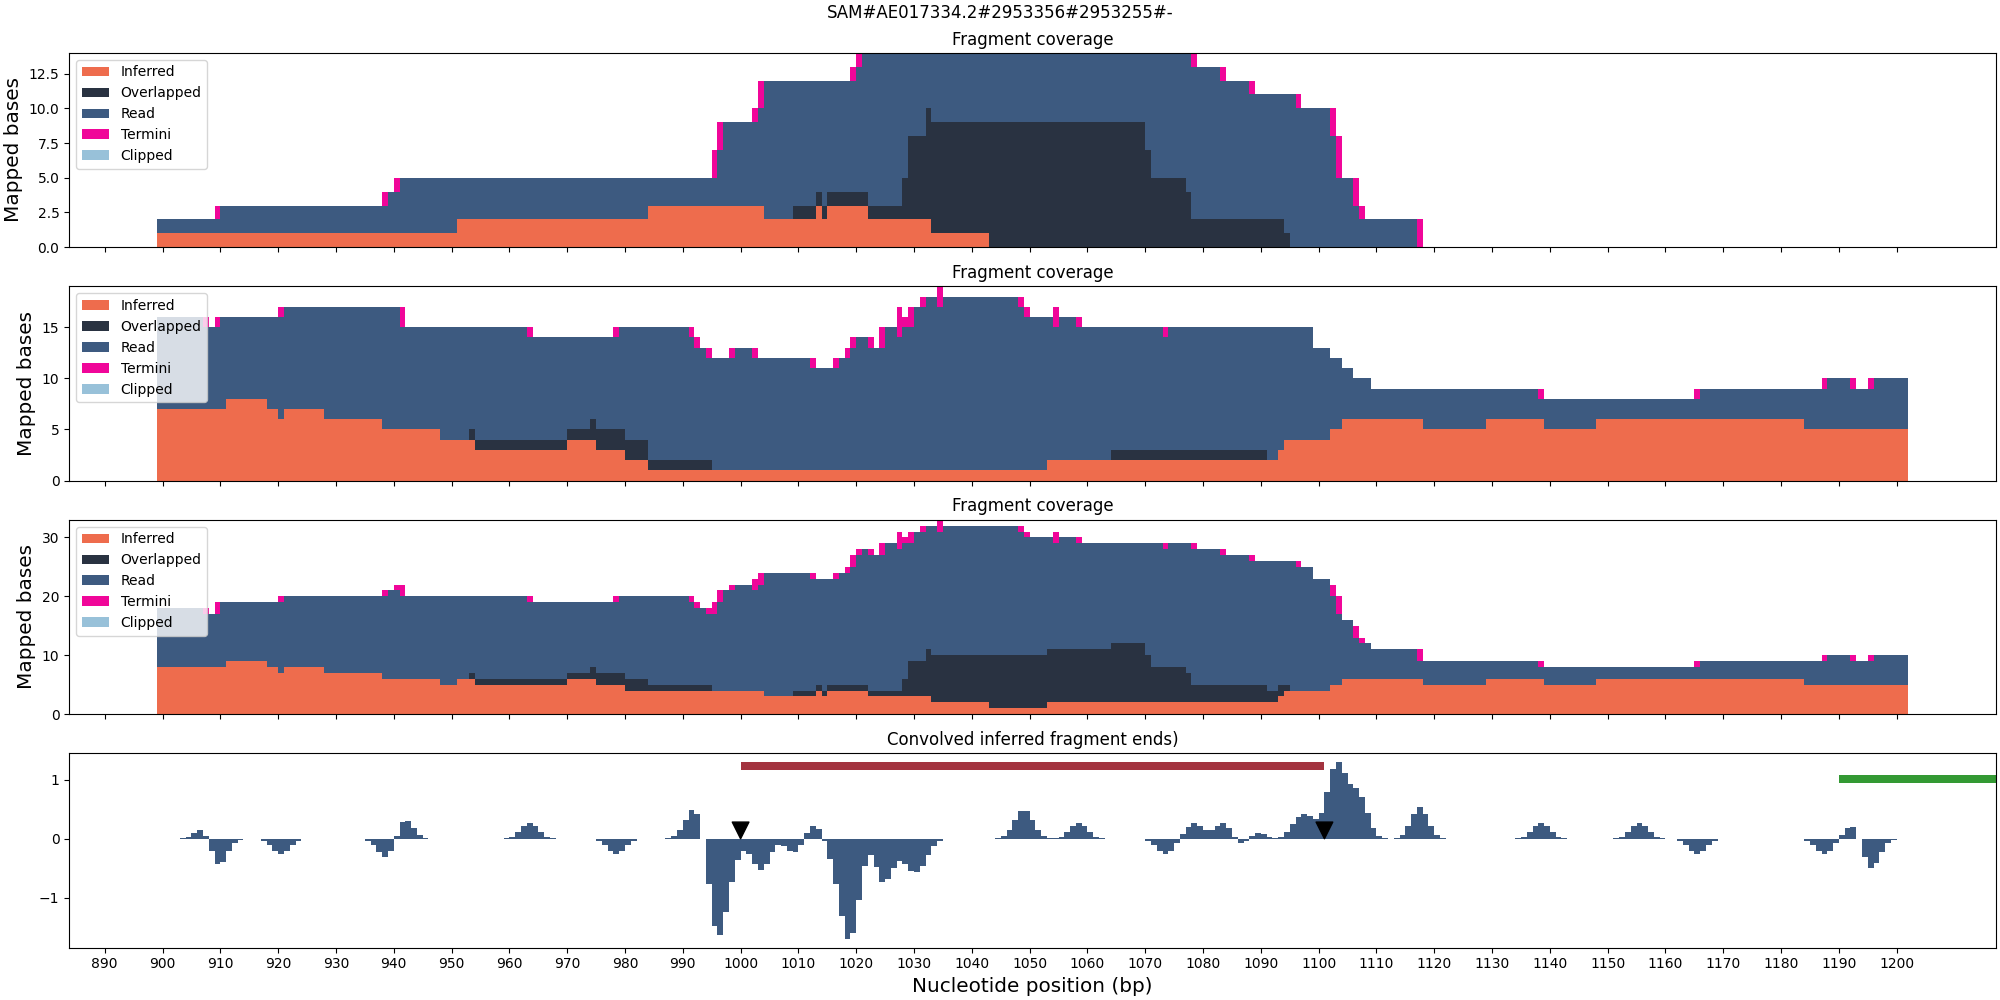 SAM#AE017334.2#2953356#2953255#-
Fragment coverage
Mapped bases
12.5
10.0
7.5
5.0
2.5
0.0
Inferred
Overlapped
Read
Termini
Clipped
Fragment coverage
Mapped bases
15
10
5
0
Inferred
Overlapped
Read
Termini
Clipped
Fragment coverage
Mapped bases
30
20
10
0
Inferred
Overlapped
Read
Termini
Clipped
Convolved inferred fragment ends)
1
0
−1
890 900 910 920 930 940 950 960 970 980 990 1000 1010 1020 1030 1040 1050 1060 1070 1080 1090 1100 1110 1120 1130 1140 1150 1160 1170 1180 1190 1200
Nucleotide position (bp)